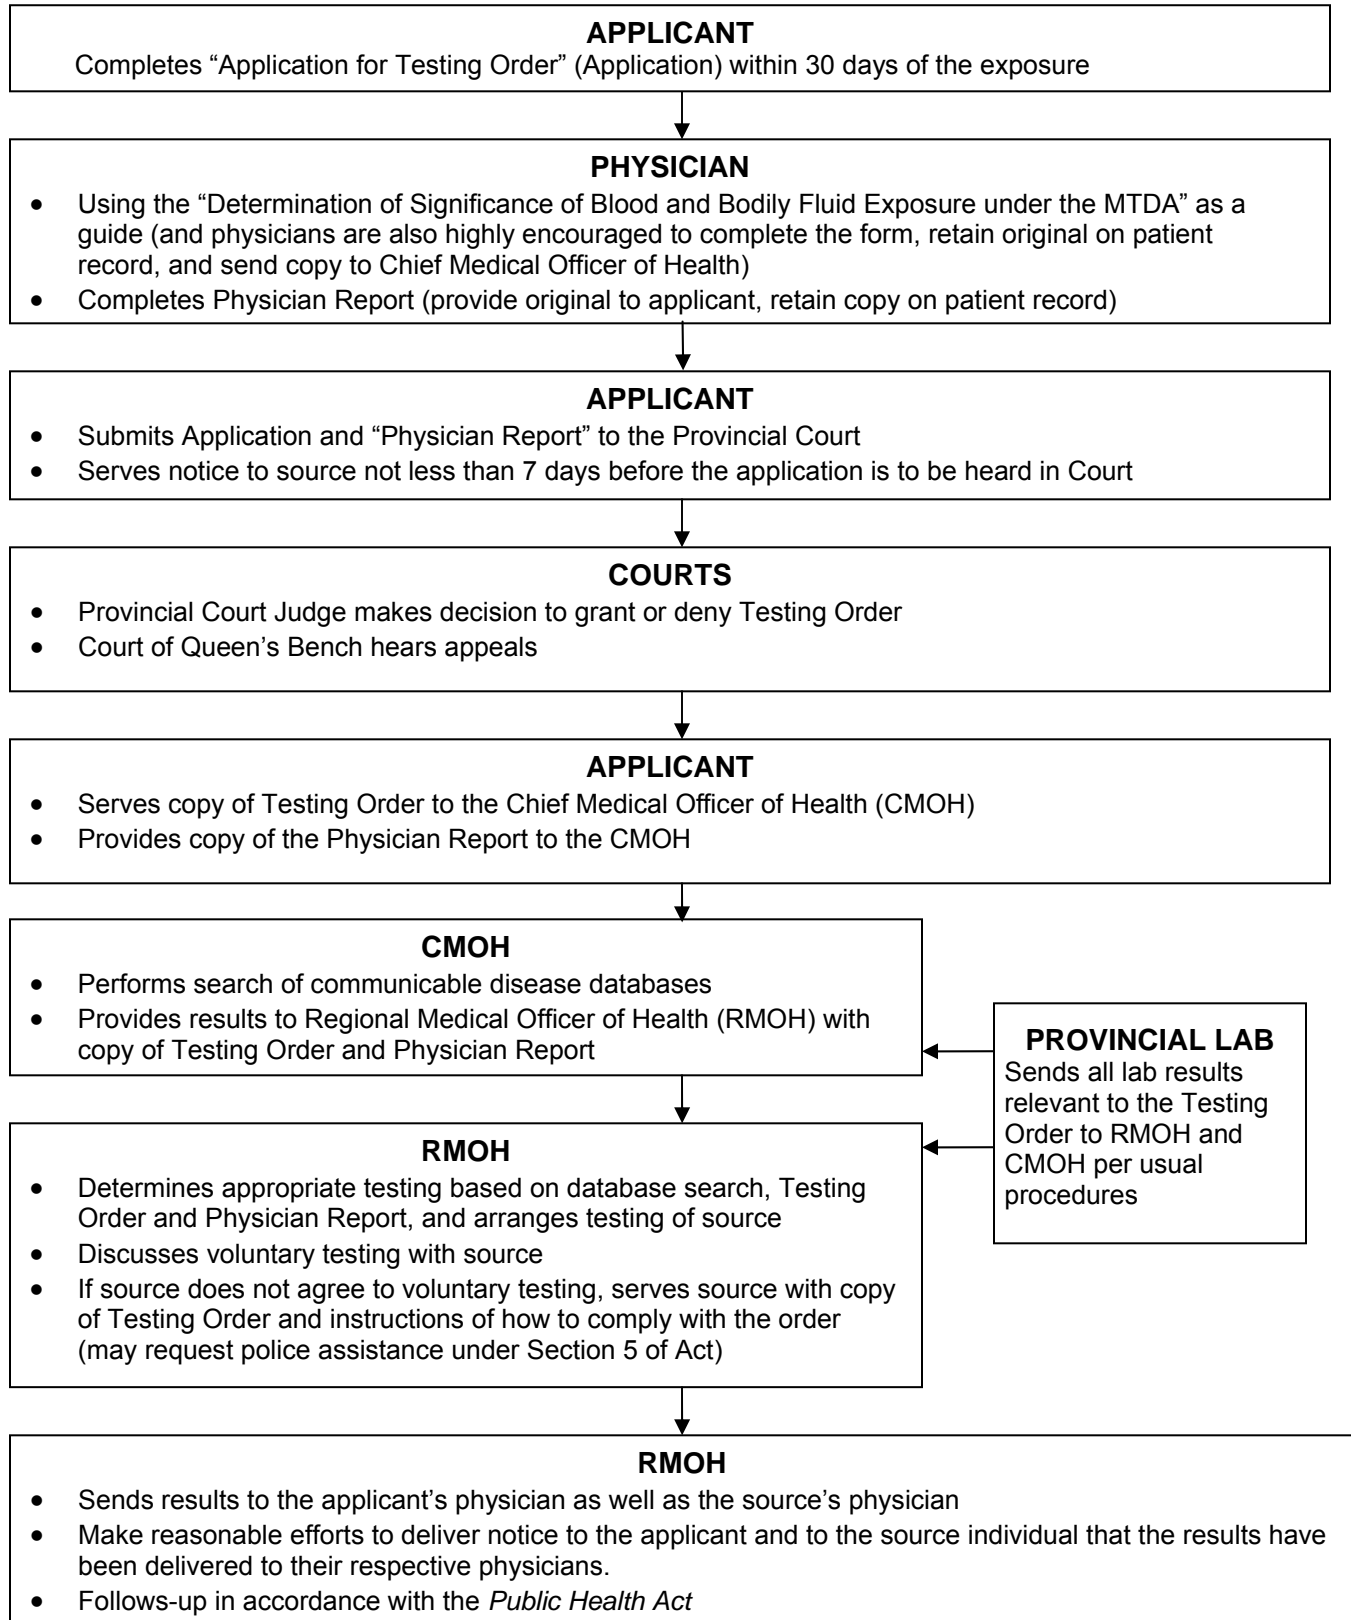 APPLICANT
Completes “Application for Testing Order” (Application) within 30 days of the exposure
PHYSICIAN
• Using the “Determination of Significance of Blood and Bodily Fluid Exposure under the MTDA” as a
guide (and physicians are also highly encouraged to complete the form, retain original on patient
record, and send copy to Chief Medical Officer of Health)
• Completes Physician Report (provide original to applicant, retain copy on patient record)
APPLICANT
• Submits Application and “Physician Report” to the Provincial Court
• Serves notice to source not less than 7 days before the application is to be heard in Court
COURTS
• Provincial Court Judge makes decision to grant or deny Testing Order
• Court of Queen’s Bench hears appeals
APPLICANT
• Serves copy of Testing Order to the Chief Medical Officer of Health (CMOH)
• Provides copy of the Physician Report to the CMOH
CMOH
• Performs search of communicable disease databases
• Provides results to Regional Medical Officer of Health (RMOH) with
copy of Testing Order and Physician Report
PROVINCIAL LAB
Sends all lab results
relevant to the Testing
Order to RMOH and
CMOH per usual
procedures
RMOH
• Determines appropriate testing based on database search, Testing
Order and Physician Report, and arranges testing of source
• Discusses voluntary testing with source
• If source does not agree to voluntary testing, serves source with copy
of Testing Order and instructions of how to comply with the order
(may request police assistance under Section 5 of Act)
RMOH
• Sends results to the applicant’s physician as well as the source’s physician
• Make reasonable efforts to deliver notice to the applicant and to the source individual that the results have
been delivered to their respective physicians.
• Follows-up in accordance with the Public Health Act